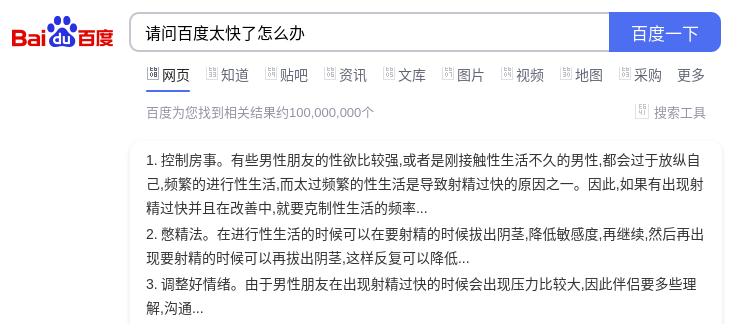 Bai du 百度
请问百度太快了怎么办
百度一下
网页 知道 贴吧 资讯 文库 图片 视频 地图 采购 更多
百度为您找到相关结果约100,000,000个
搜索工具
1. 控制房事。有些男性朋友的性欲比较强,或者是刚接触性生活不久的男性,都会过于放纵自
己,频繁的进行性生活,而太过频繁的性生活是导致射精过快的原因之一。因此,如果有出现射
精过快并且在改善中,就要克制性生活的频率...
2. 憋精法。在进行性生活的时候可以在要射精的时候拔出阴茎,降低敏感度,再继续,然后再出
现要射精的时候可以再拔出阴茎,这样反复可以降低...
3. 调整好情绪。由于男性朋友在出现射精过快的时候会出现压力比较大,因此伴侣要多些理
解,沟通...